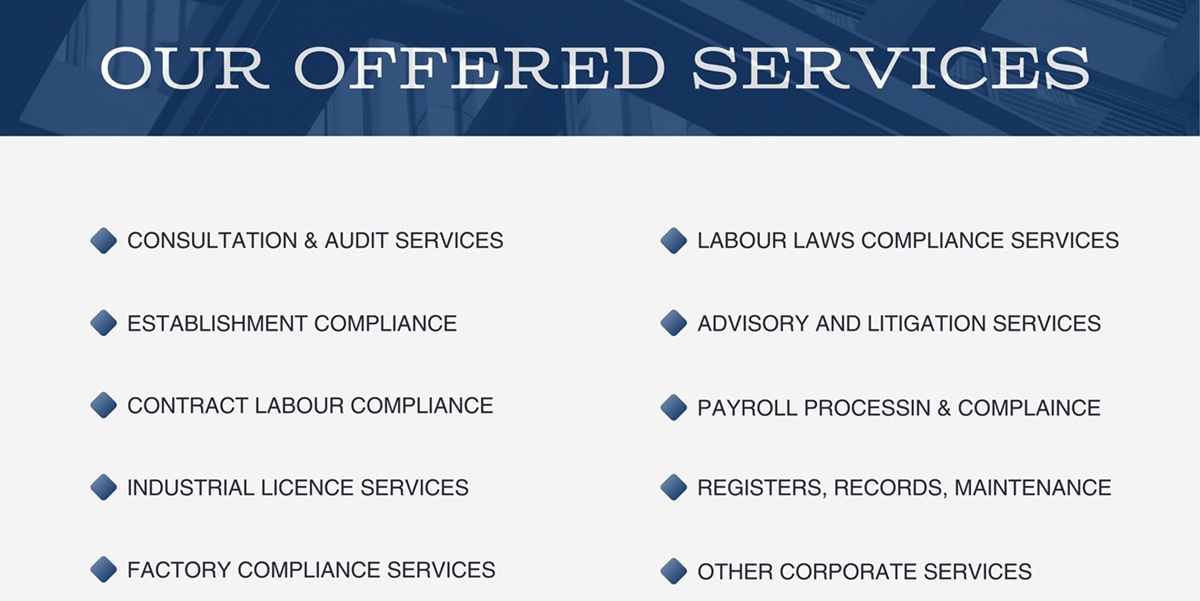 OUR OFFERED SERVICES
CONSULTATION & AUDIT SERVICES
ESTABLISHMENT COMPLIANCE
CONTRACT LABOUR COMPLIANCE
INDUSTRIAL LICENCE SERVICES
FACTORY COMPLIANCE SERVICES
LABOUR LAWS COMPLIANCE SERVICES
ADVISORY AND LITIGATION SERVICES
PAYROLL PROCESSIN & COMPLAINCE
REGISTERS, RECORDS, MAINTENANCE
OTHER CORPORATE SERVICES